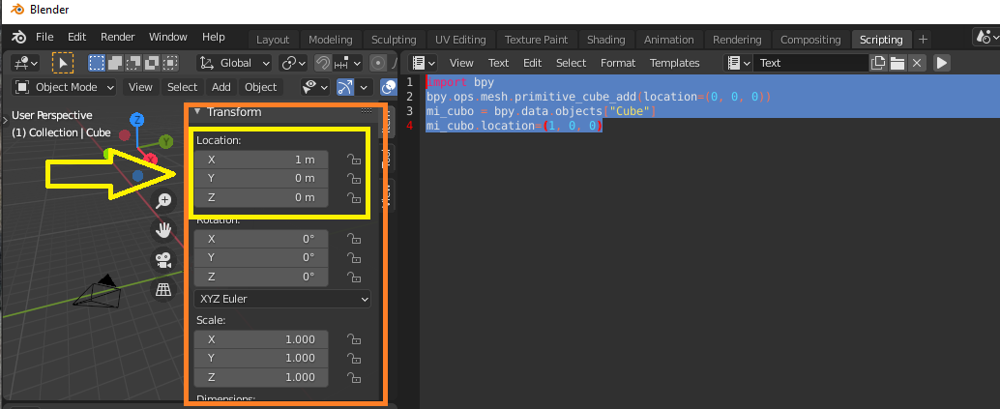 Blender
File Edit Render Window Help Layout Modeling Sculpting UV Editing Texture Paint Shading Animation Rendering Compositing Scripting +
Global View Text Edit Select Format Templates Text
Object Mode View Select Add Object
User Perspective
(1) Collection | Cube
Z
Y
X
Transform
Location:
X 1 m
Y 0 m
Z 0 m
Rotation:
X 0°
Y 0°
Z 0°
XYZ Euler
Scale:
X 1.000
Y 1.000
Z 1.000
Dimensions:
Item
Tool
View
1 import bpy
2 bpy.ops.mesh.primitive_cube_add(location=(0, 0, 0))
3 mi_cubo = bpy.data.objects["Cube"]
4 mi_cubo.location=(1, 0, 0)